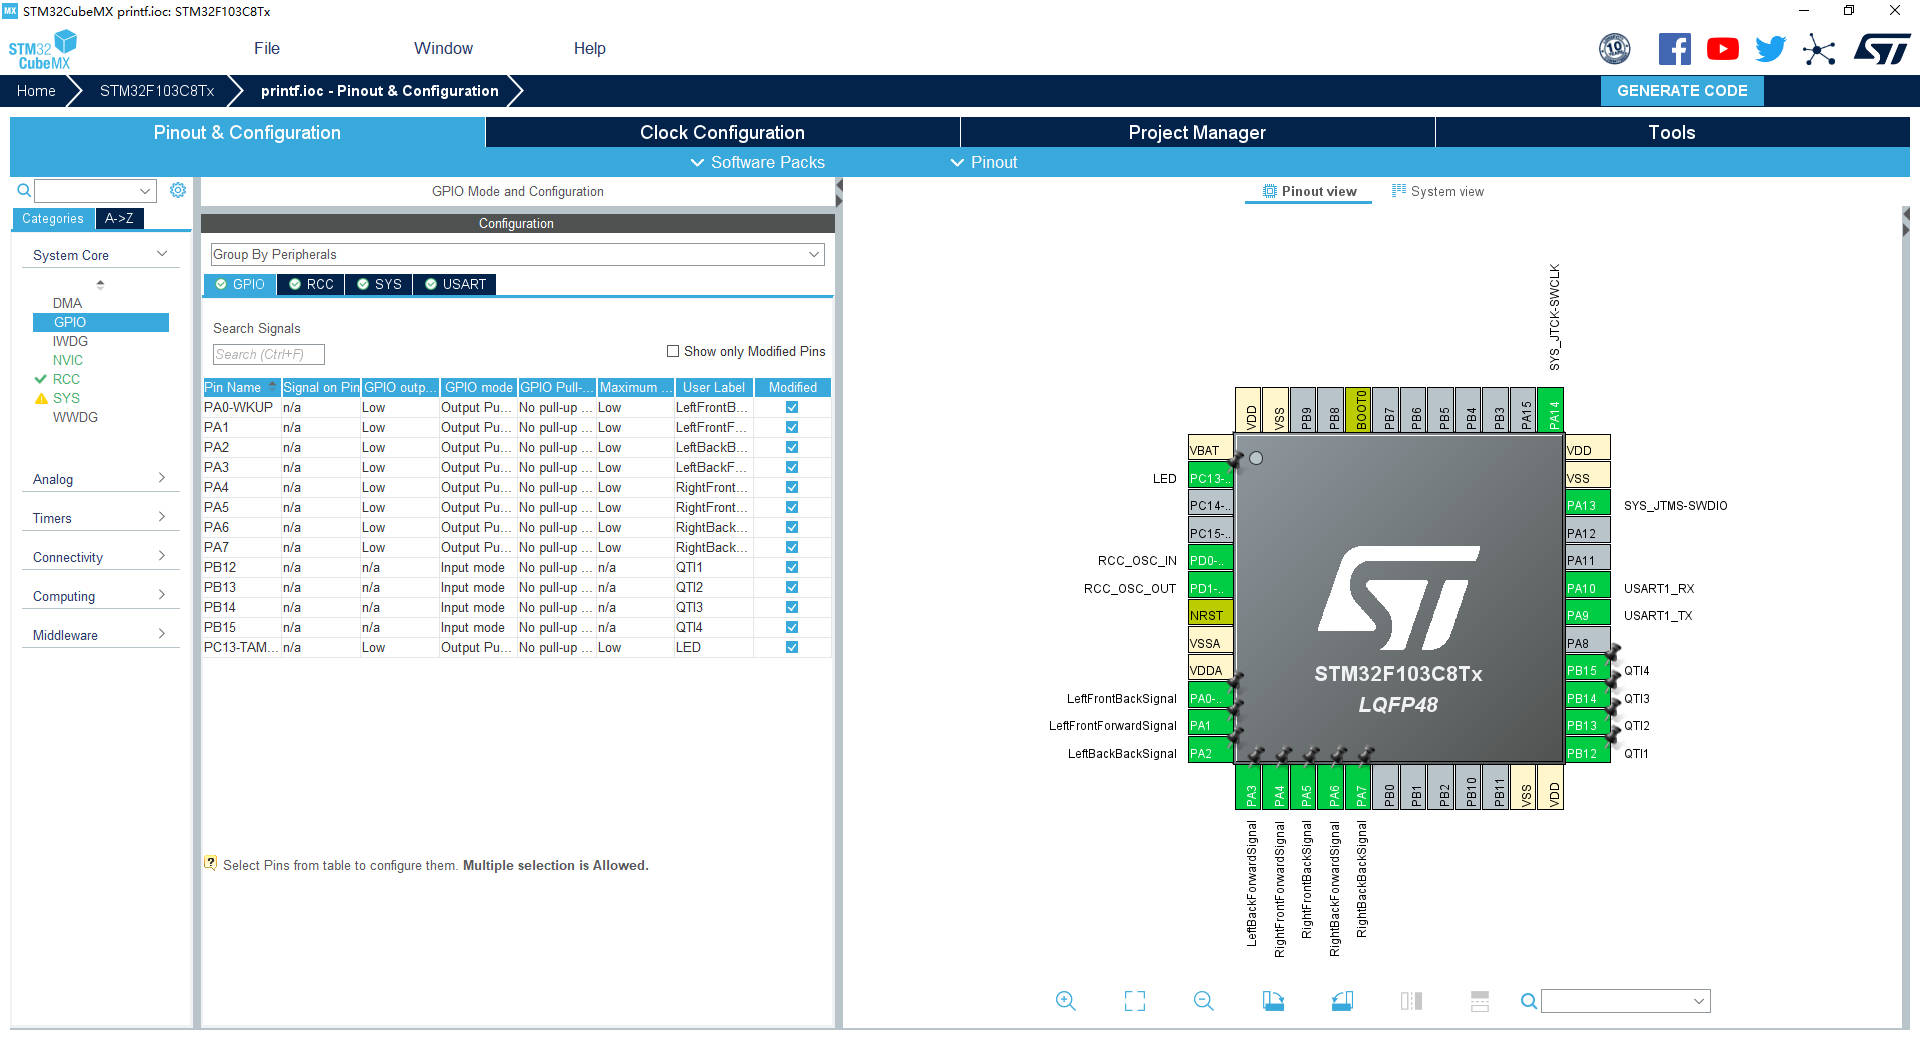 MX STM32CubeMX printf.ioc: STM32F103C8Tx
STM32 CubeMX
File Window Help
10
Home STM32F103C8Tx printf.ioc - Pinout & Configuration GENERATE CODE
Pinout & Configuration Clock Configuration Project Manager Tools
Software Packs Pinout
GPIO Mode and Configuration
Pinout view System view
Categories A->Z
Configuration
System Core
Group By Peripherals
GPIO RCC SYS USART
DMA
GPIO
IWDG
NVIC
RCC
SYS
WWDG
Analog
Timers
Connectivity
Computing
Middleware
Search Signals
Search (Ctrl+F)
Show only Modified Pins
Pin Name Signal on Pin GPIO outp... GPIO mode GPIO Pull-... Maximum ... User Label Modified
PA0-WKUP n/a Low Output Pu... No pull-up ... Low LeftFrontB...
PA1 n/a Low Output Pu... No pull-up ... Low LeftFrontF...
PA2 n/a Low Output Pu... No pull-up ... Low LeftBackB...
PA3 n/a Low Output Pu... No pull-up ... Low LeftBackF...
PA4 n/a Low Output Pu... No pull-up ... Low RightFront...
PA5 n/a Low Output Pu... No pull-up ... Low RightFront...
PA6 n/a Low Output Pu... No pull-up ... Low RightBack...
PA7 n/a Low Output Pu... No pull-up ... Low RightBack...
PB12 n/a n/a Input mode No pull-up ... n/a QTI1
PB13 n/a n/a Input mode No pull-up ... n/a QTI2
PB14 n/a n/a Input mode No pull-up ... n/a QTI3
PB15 n/a n/a Input mode No pull-up ... n/a QTI4
PC13-TAM... n/a Low Output Pu... No pull-up ... Low LED
Select Pins from table to configure them. Multiple selection is Allowed.
SYS_JTCK-SWCLK
VDD VSS PB9 PB8 BOOT0 PB7 PB6 PB5 PB4 PB3 PA15 PA14
VBAT
LED PC13-..
PC14-..
PC15-..
RCC_OSC_IN PD0-..
RCC_OSC_OUT PD1-..
NRST
VSSA
VDDA
LeftFrontBackSignal PA0-..
LeftFrontForwardSignal PA1
LeftBackBackSignal PA2
ST
STM32F103C8Tx
LQFP48
VDD
VSS
PA13 SYS_JTMS-SWDIO
PA12
PA11
PA10 USART1_RX
PA9 USART1_TX
PA8
PB15 QTI4
PB14 QTI3
PB13 QTI2
PB12 QTI1
PA3 PA4 PA5 PA6 PA7 PB0 PB1 PB2 PB10 PB11 VSS VDD
LeftBackForwardSignal
RightFrontForwardSignal
RightFrontBackSignal
RightBackForwardSignal
RightBackBackSignal